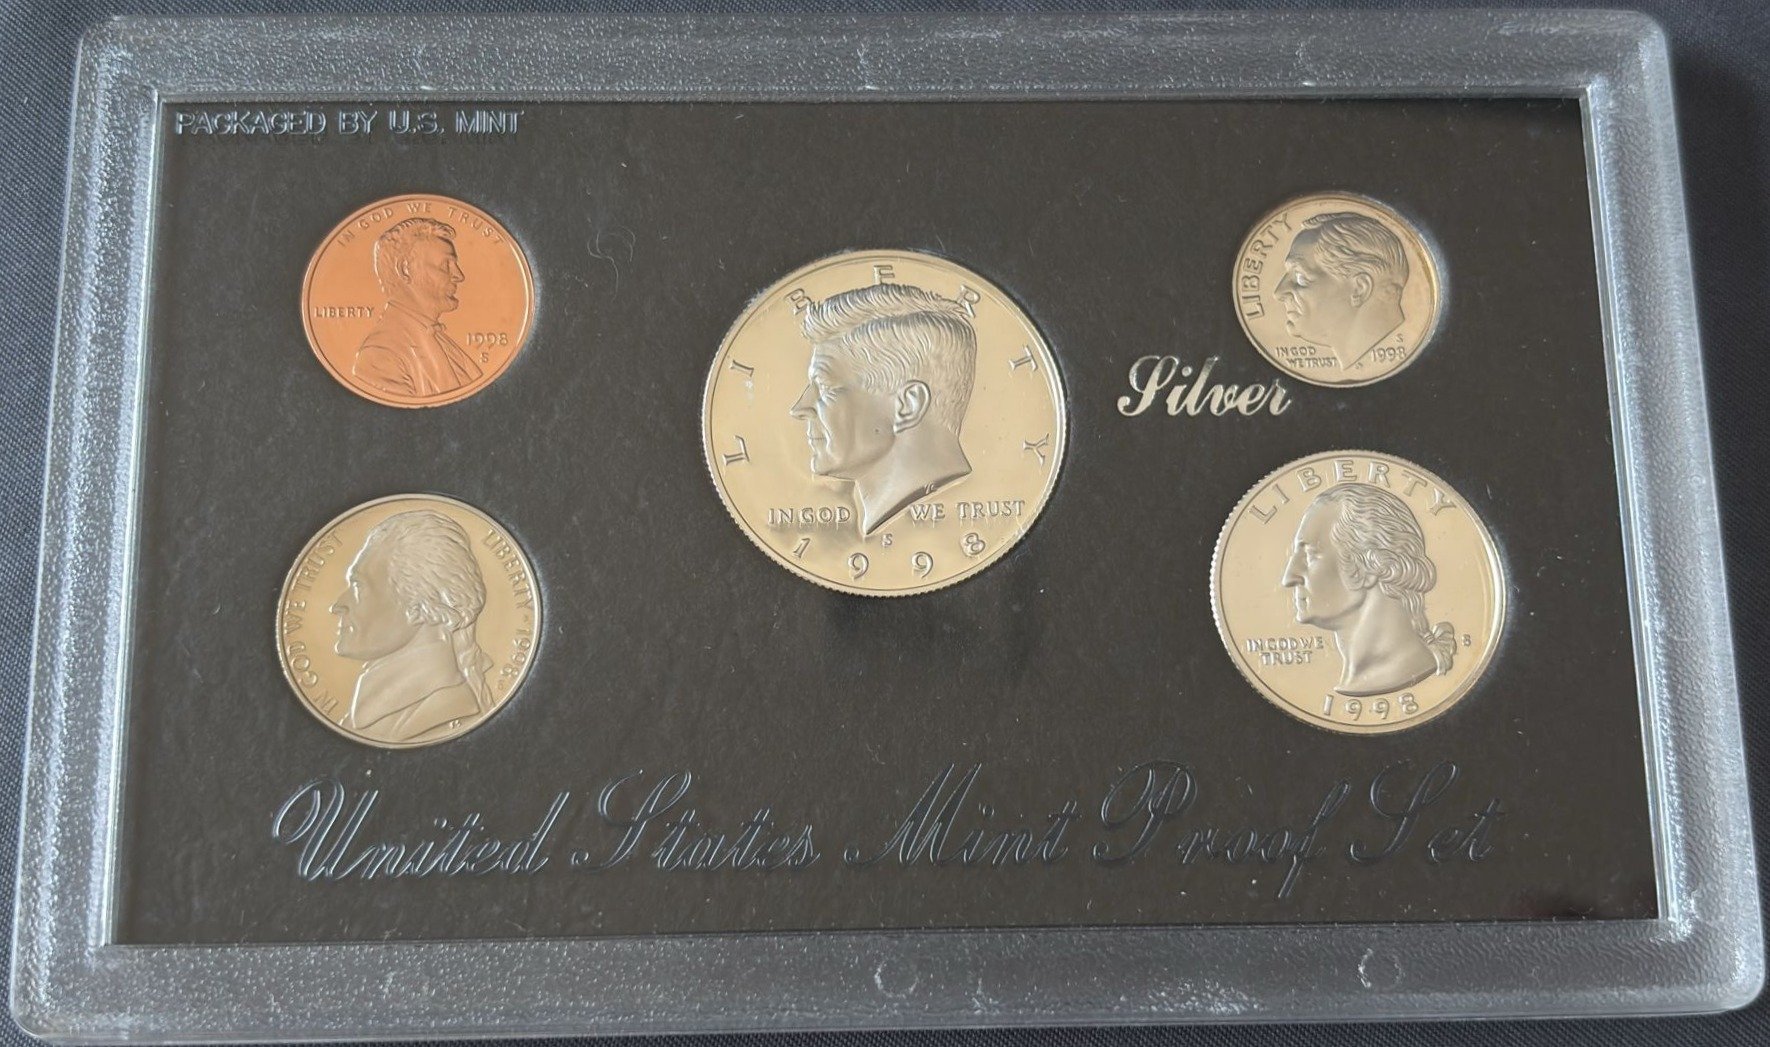 PACKAGED BY U.S. MINT
IN GOD WE TRUST
LIBERTY
1998
S
LIBERTY
IN GOD WE TRUST
S
1998
LIBERTY
IN GOD
WE TRUST
S
1998
Silver
IN GOD WE TRUST
LIBERTY · 1998
LIBERTY
IN GOD WE
TRUST
S
1998
United States Mint Proof Set